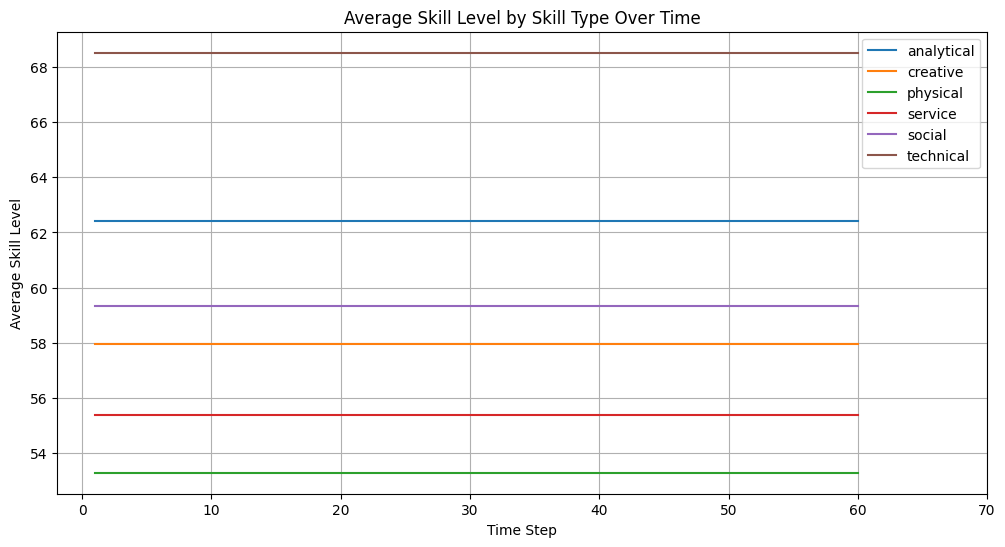 Average Skill Level by Skill Type Over Time
Average Skill Level
68
66
64
62
60
58
56
54
analytical
creative
physical
service
social
technical
0 10 20 30 40 50 60 70
Time Step